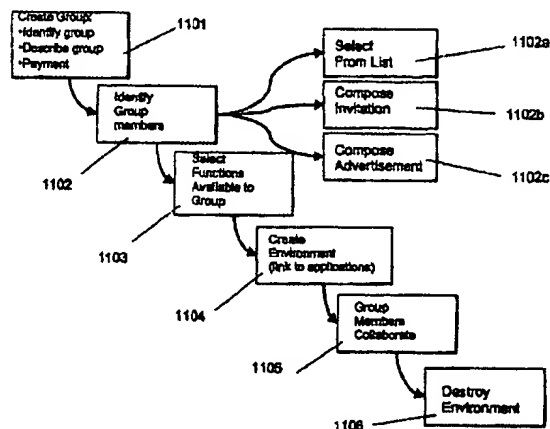 Create Group:
•Identify group
•Describe group
•Payment
1101
Identify
Group
members
1102
Select
From List
1102a
Compose
Invitation
1102b
Compose
Advertisement
1102c
Select
Functions
Available to
Group
1103
Create
Environment
(link to applications)
1104
Group
Members
Collaborate
1105
Destroy
Environment
1106